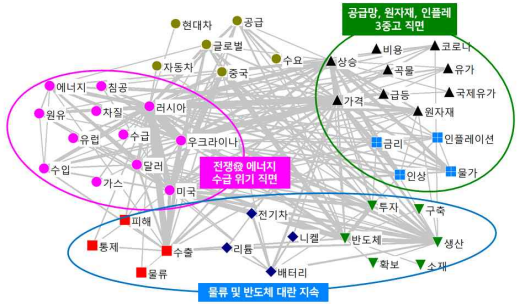 공급망, 원자재, 인플레
3중고 직면
현대차
공급
글로벌
수요
자동차
중국
상승
비용
코로나
곡물
유가
급등
국제유가
가격
원자재
금리
인플레이션
인상
물가
에너지
침공
러시아
원유
차질
유럽
수급
우크라이나
수입
달러
가스
미국
전쟁發 에너지
수급 위기 직면
피해
통제
수출
물류
전기차
리튬
니켈
배터리
투자
구축
반도체
생산
확보
소재
물류 및 반도체 대란 지속